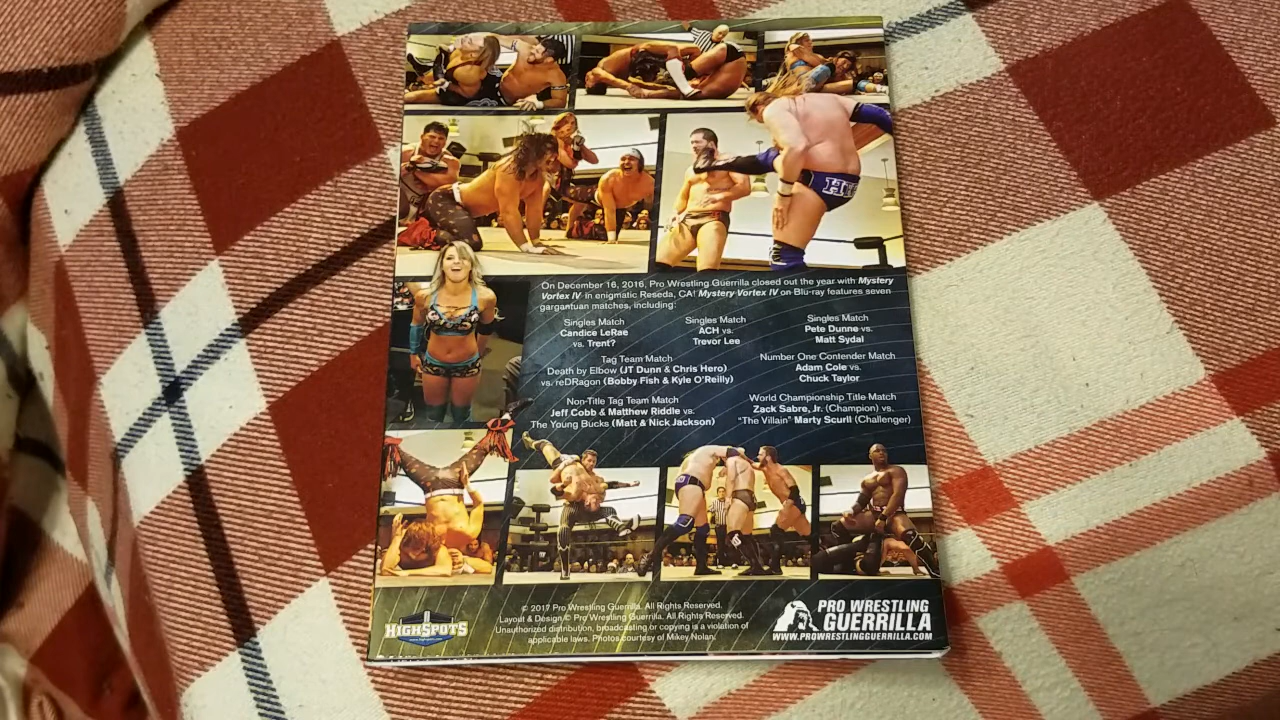 On December 16, 2016, Pro Wrestling Guerrilla closed out the year with Mystery
Vortex IV in enigmatic Reseda, CA! Mystery Vortex IV on Blu-ray features seven
gargantuan matches, including:
Singles Match
Candice LeRae
vs. Trent?
Singles Match
ACH vs.
Trevor Lee
Singles Match
Pete Dunne vs.
Matt Sydal
Tag Team Match
Death by Elbow (JT Dunn & Chris Hero)
vs. reDRagon (Bobby Fish & Kyle O'Reilly)
Number One Contender Match
Adam Cole vs.
Chuck Taylor
Non-Title Tag Team Match
Jeff Cobb & Matthew Riddle vs.
The Young Bucks (Matt & Nick Jackson)
World Championship Title Match
Zack Sabre, Jr. (Champion) vs.
"The Villain" Marty Scurll (Challenger)
HIGHSPOTS
© 2017 Pro Wrestling Guerrilla. All Rights Reserved.
Layout & Design © Pro Wrestling Guerrilla. All Rights Reserved.
Unauthorized distribution, broadcasting or copying is a violation of
applicable laws. Photos courtesy of Mikey Nolan.
PRO WRESTLING
GUERRILLA
WWW.PROWRESTLINGGUERRILLA.COM